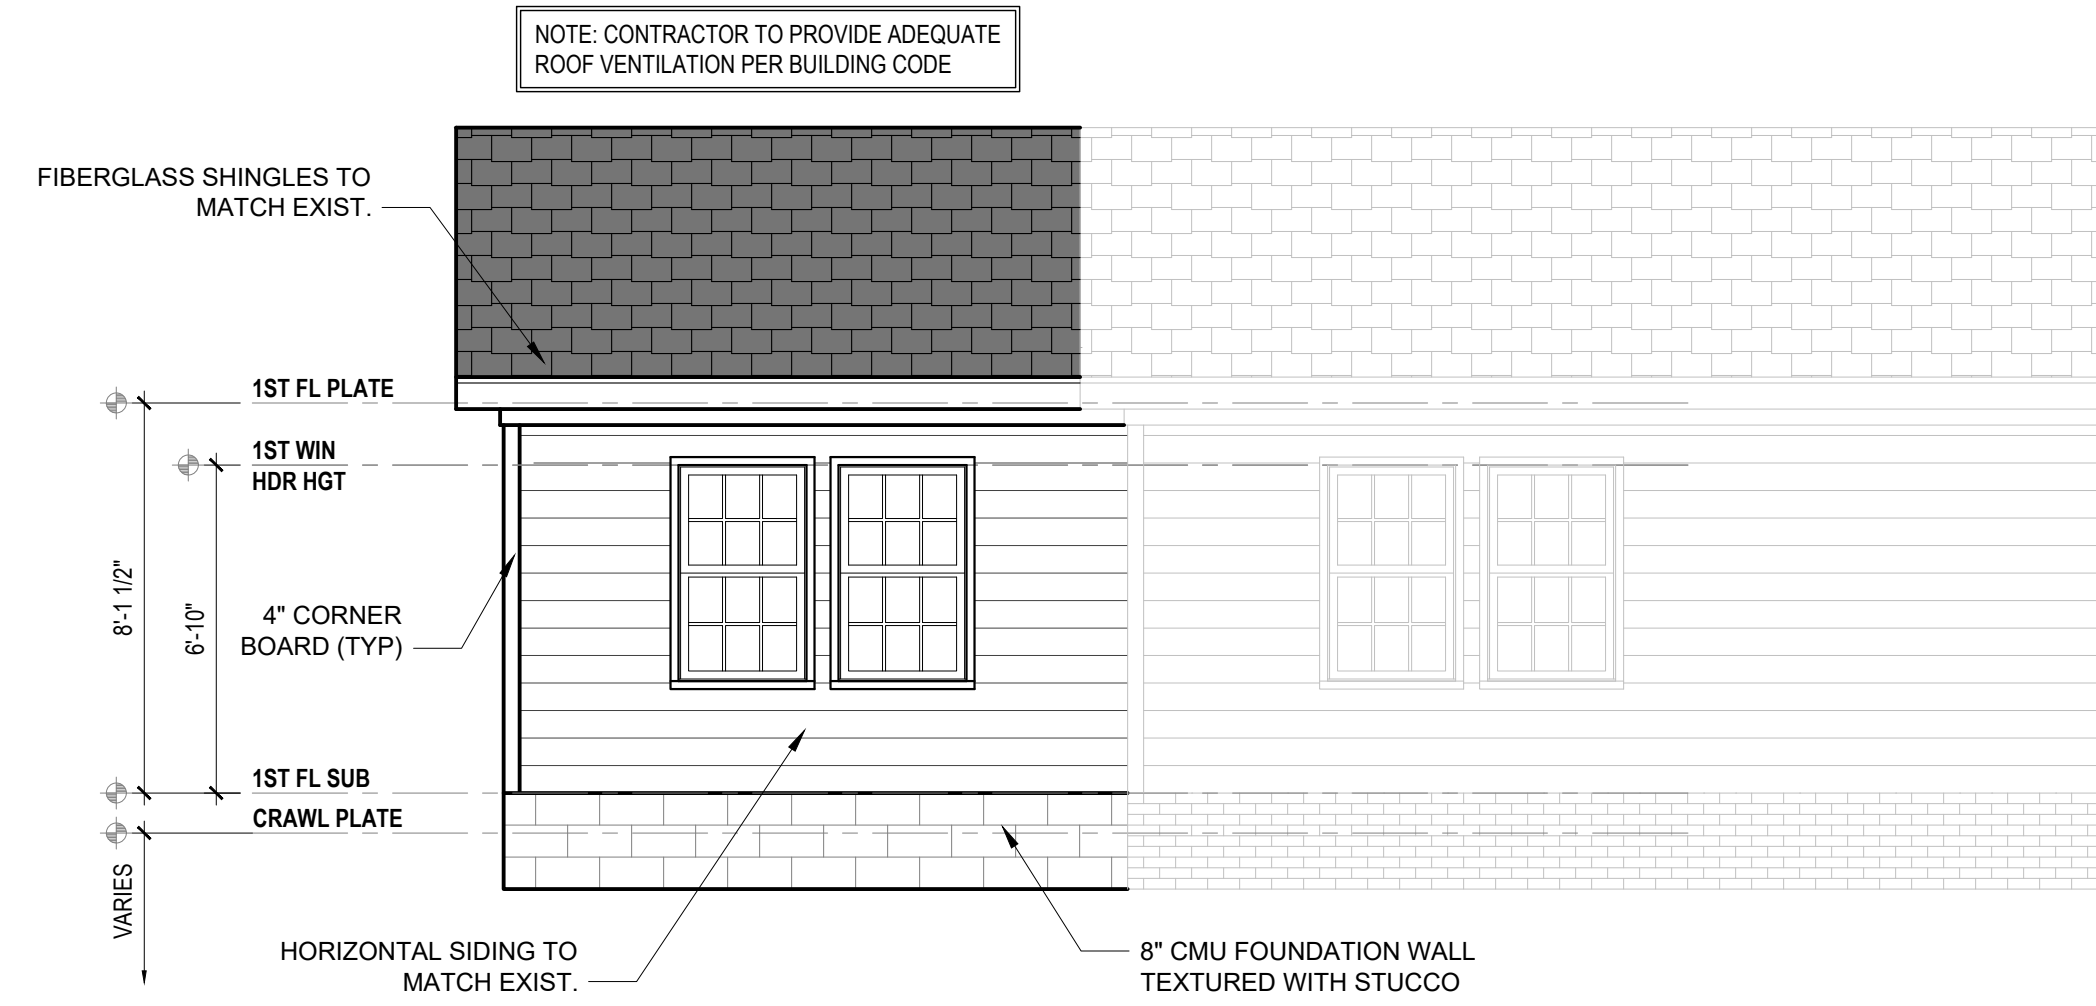 NOTE: CONTRACTOR TO PROVIDE ADEQUATE
ROOF VENTILATION PER BUILDING CODE
FIBERGLASS SHINGLES TO
MATCH EXIST.
1ST FL PLATE
1ST WIN
HDR HGT
8'-1 1/2"
6'-10"
4" CORNER
BOARD (TYP)
1ST FL SUB
CRAWL PLATE
VARIES
HORIZONTAL SIDING TO
MATCH EXIST.
8" CMU FOUNDATION WALL
TEXTURED WITH STUCCO